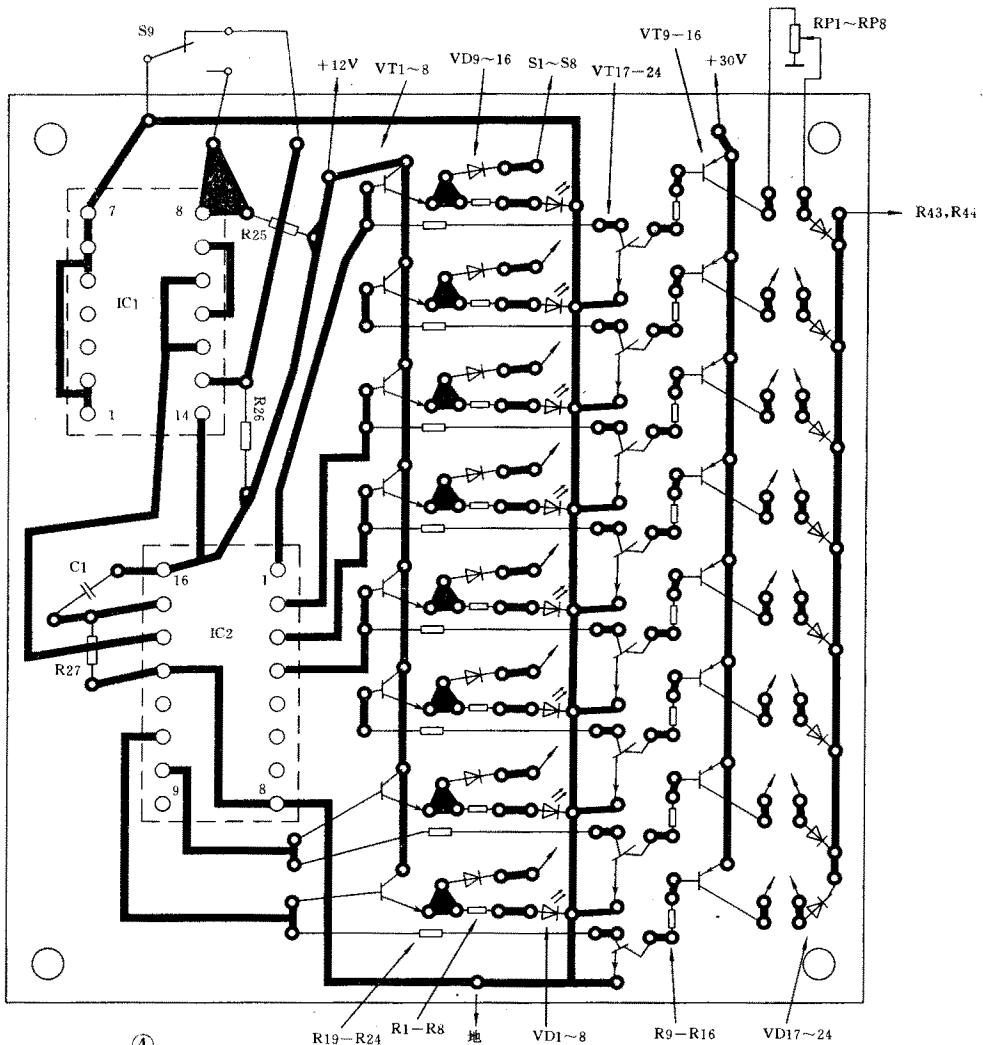 RP1~RP8
S9
VT9-16
+12V
VT1~8
VD9~16
S1~S8
VT17-24
+30V
7
8
R25
R43,R44
IC1
1
14
R26
C1
16
1
IC2
R27
9
8
R19-R24
R1-R8
地
VD1~8
R9-R16
VD17~24
④